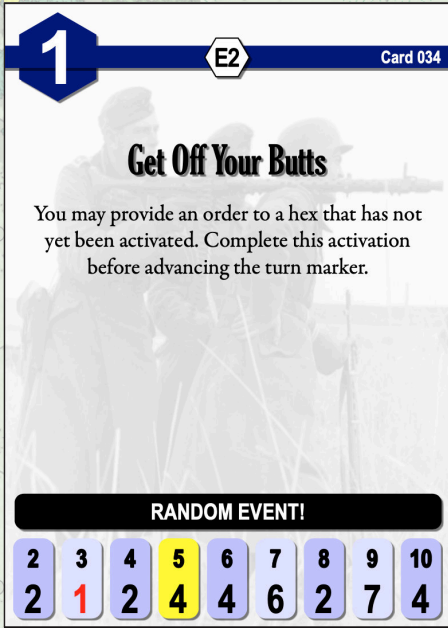 1 E2 Card 034
Get Off Your Butts
You may provide an order to a hex that has not
yet been activated. Complete this activation
before advancing the turn marker.
RANDOM EVENT!
2 3 4 5 6 7 8 9 10
2 1 2 4 4 6 2 7 4